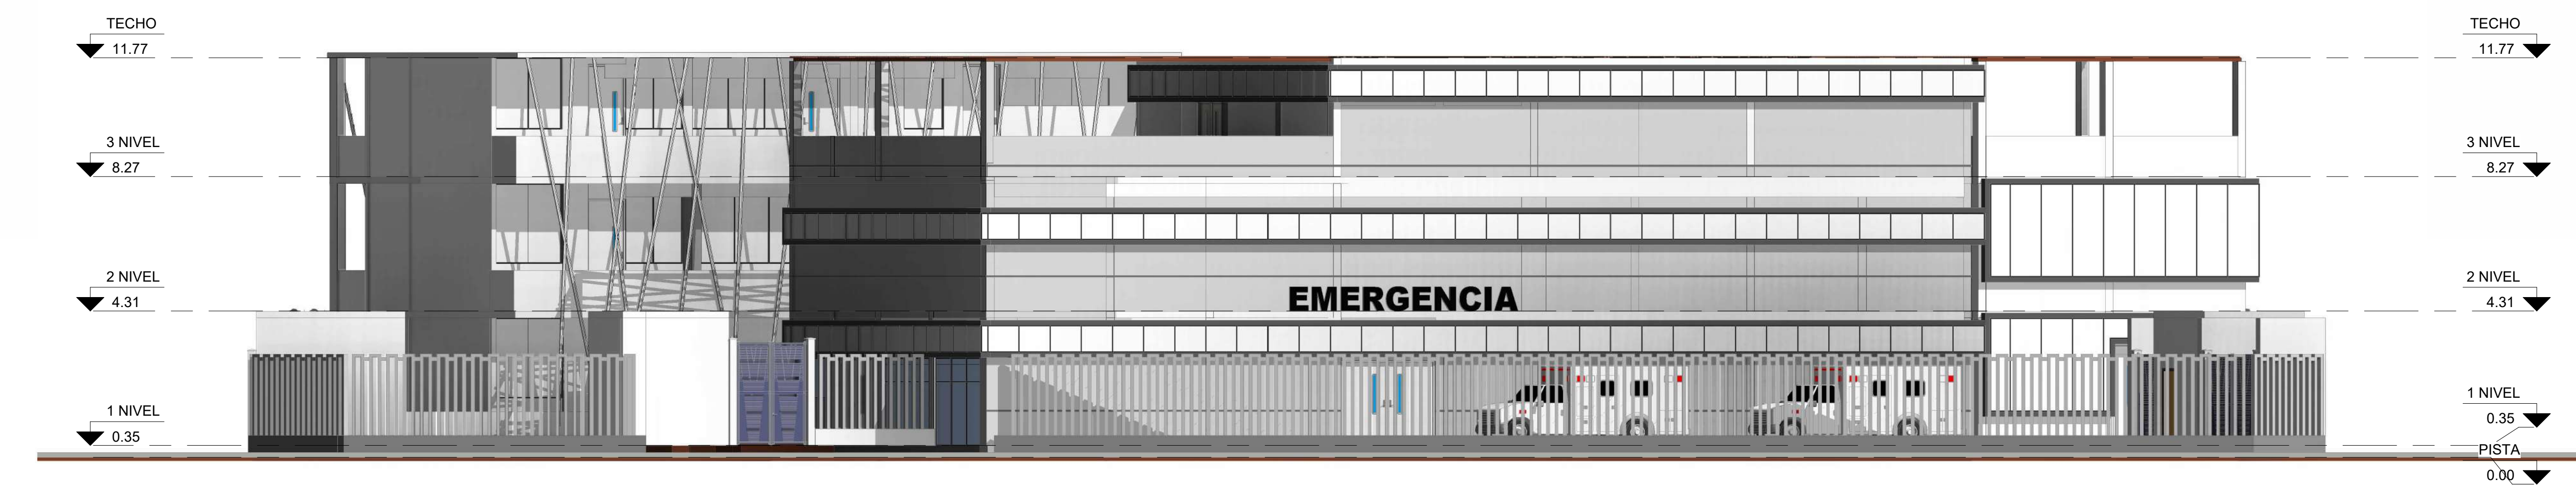 TECHO
11.77
TECHO
11.77
3 NIVEL
8.27
3 NIVEL
8.27
2 NIVEL
4.31
2 NIVEL
4.31
EMERGENCIA
1 NIVEL
0.35
1 NIVEL
0.35
PISTA
0.00